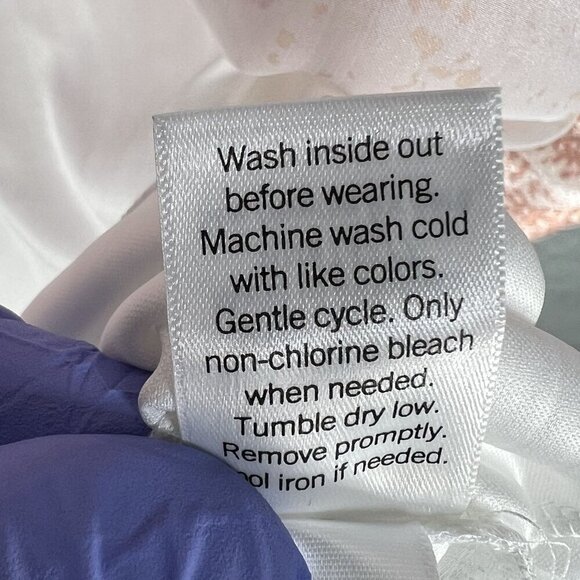 Wash inside out
before wearing.
Machine wash cold
with like colors.
Gentle cycle. Only
non-chlorine bleach
when needed.
Tumble dry low.
Remove promptly.
ool iron if needed.